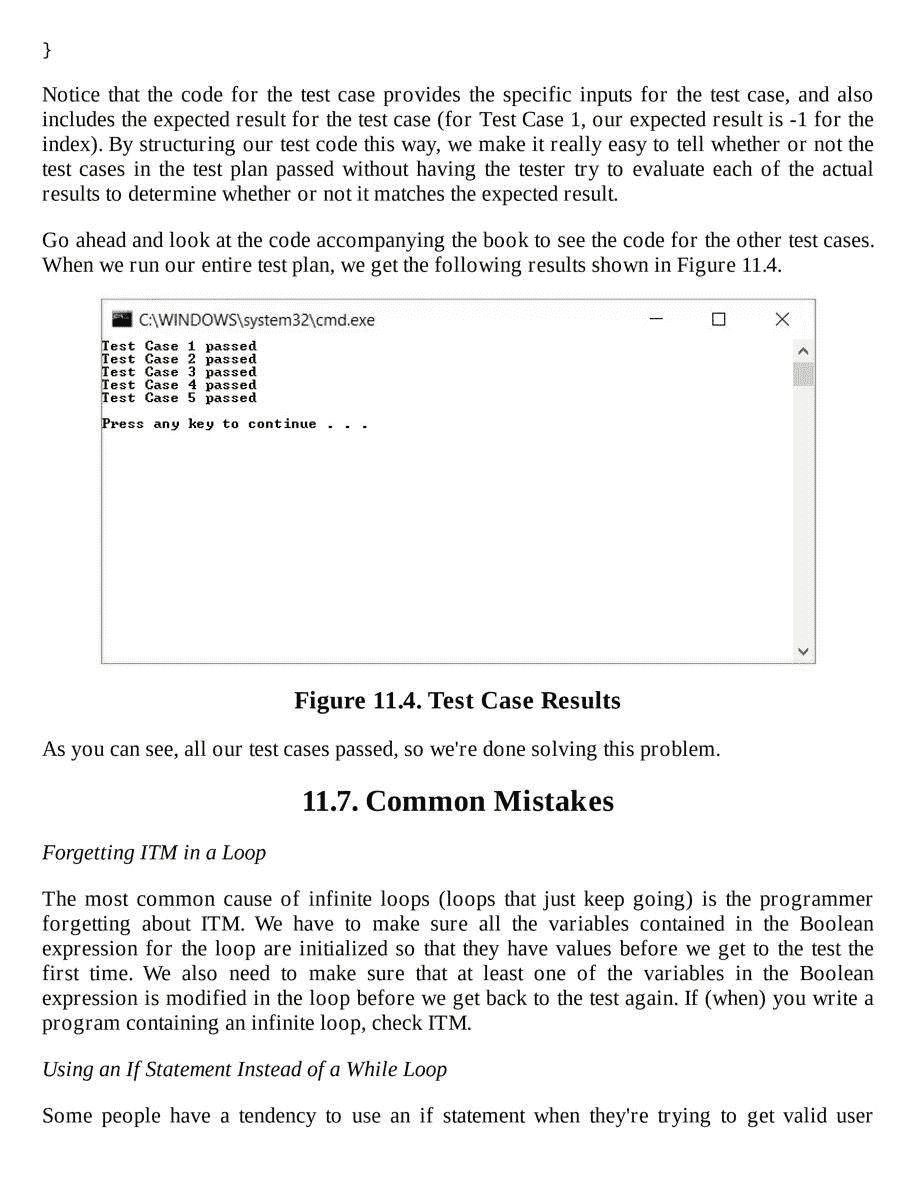 }
Notice that the code for the test case provides the specific inputs for the test case, and also
includes the expected result for the test case (for Test Case 1, our expected result is -1 for the
index). By structuring our test code this way, we make it really easy to tell whether or not the
test cases in the test plan passed without having the tester try to evaluate each of the actual
results to determine whether or not it matches the expected result.
Go ahead and look at the code accompanying the book to see the code for the other test cases.
When we run our entire test plan, we get the following results shown in Figure 11.4.
C:\WINDOWS\system32\cmd.exe
Test Case 1 passed
Test Case 2 passed
Test Case 3 passed
Test Case 4 passed
Test Case 5 passed
Press any key to continue . . .
Figure 11.4. Test Case Results
As you can see, all our test cases passed, so we're done solving this problem.
11.7. Common Mistakes
Forgetting ITM in a Loop
The most common cause of infinite loops (loops that just keep going) is the programmer
forgetting about ITM. We have to make sure all the variables contained in the Boolean
expression for the loop are initialized so that they have values before we get to the test the
first time. We also need to make sure that at least one of the variables in the Boolean
expression is modified in the loop before we get back to the test again. If (when) you write a
program containing an infinite loop, check ITM.
Using an If Statement Instead of a While Loop
Some people have a tendency to use an if statement when they're trying to get valid user